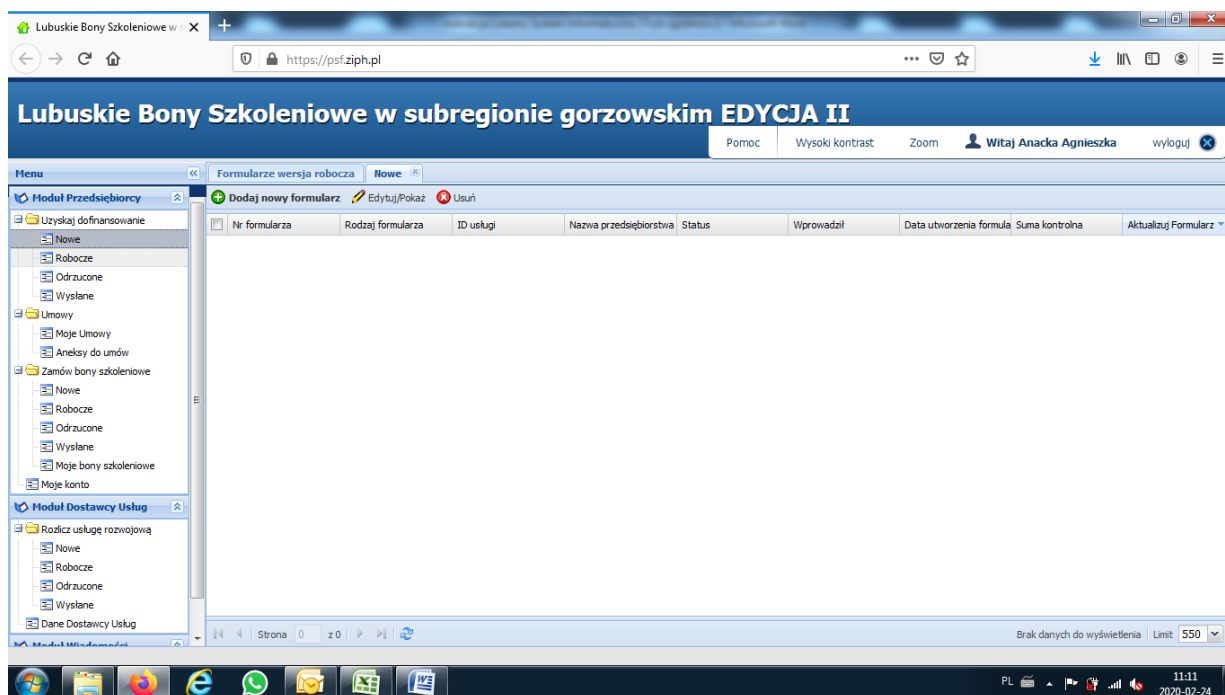 Lubuskie Bony Szkoleniowe w s
https://psf.ziph.pl
Lubuskie Bony Szkoleniowe w subregionie gorzowskim EDYCJA II
Pomoc Wysoki kontrast Zoom Witaj Anacka Agnieszka wyloguj
Menu
Formularze wersja robocza Nowe
Moduł Przedsiębiorcy
Dodaj nowy formularz Edytuj/Pokaż Usuń
Uzyskaj dofinansowanie
Nr formularza Rodzaj formularza ID usługi Nazwa przedsiębiorstwa Status Wprowadził Data utworzenia formula Suma kontrolna Aktualizuj Formularz
Nowe
Robocze
Odrzucone
Wysłane
Umowy
Moje Umowy
Aneksy do umów
Zamów bony szkoleniowe
Nowe
Robocze
Odrzucone
Wysłane
Moje bony szkoleniowe
Moje konto
Moduł Dostawcy Usług
Rozlicz usługę rozwojową
Nowe
Robocze
Odrzucone
Wysłane
Dane Dostawcy Usług
Moduł Wiadomości
Strona 0 z 0 Brak danych do wyświetlenia Limit 550
PL 11:11
2020-02-24